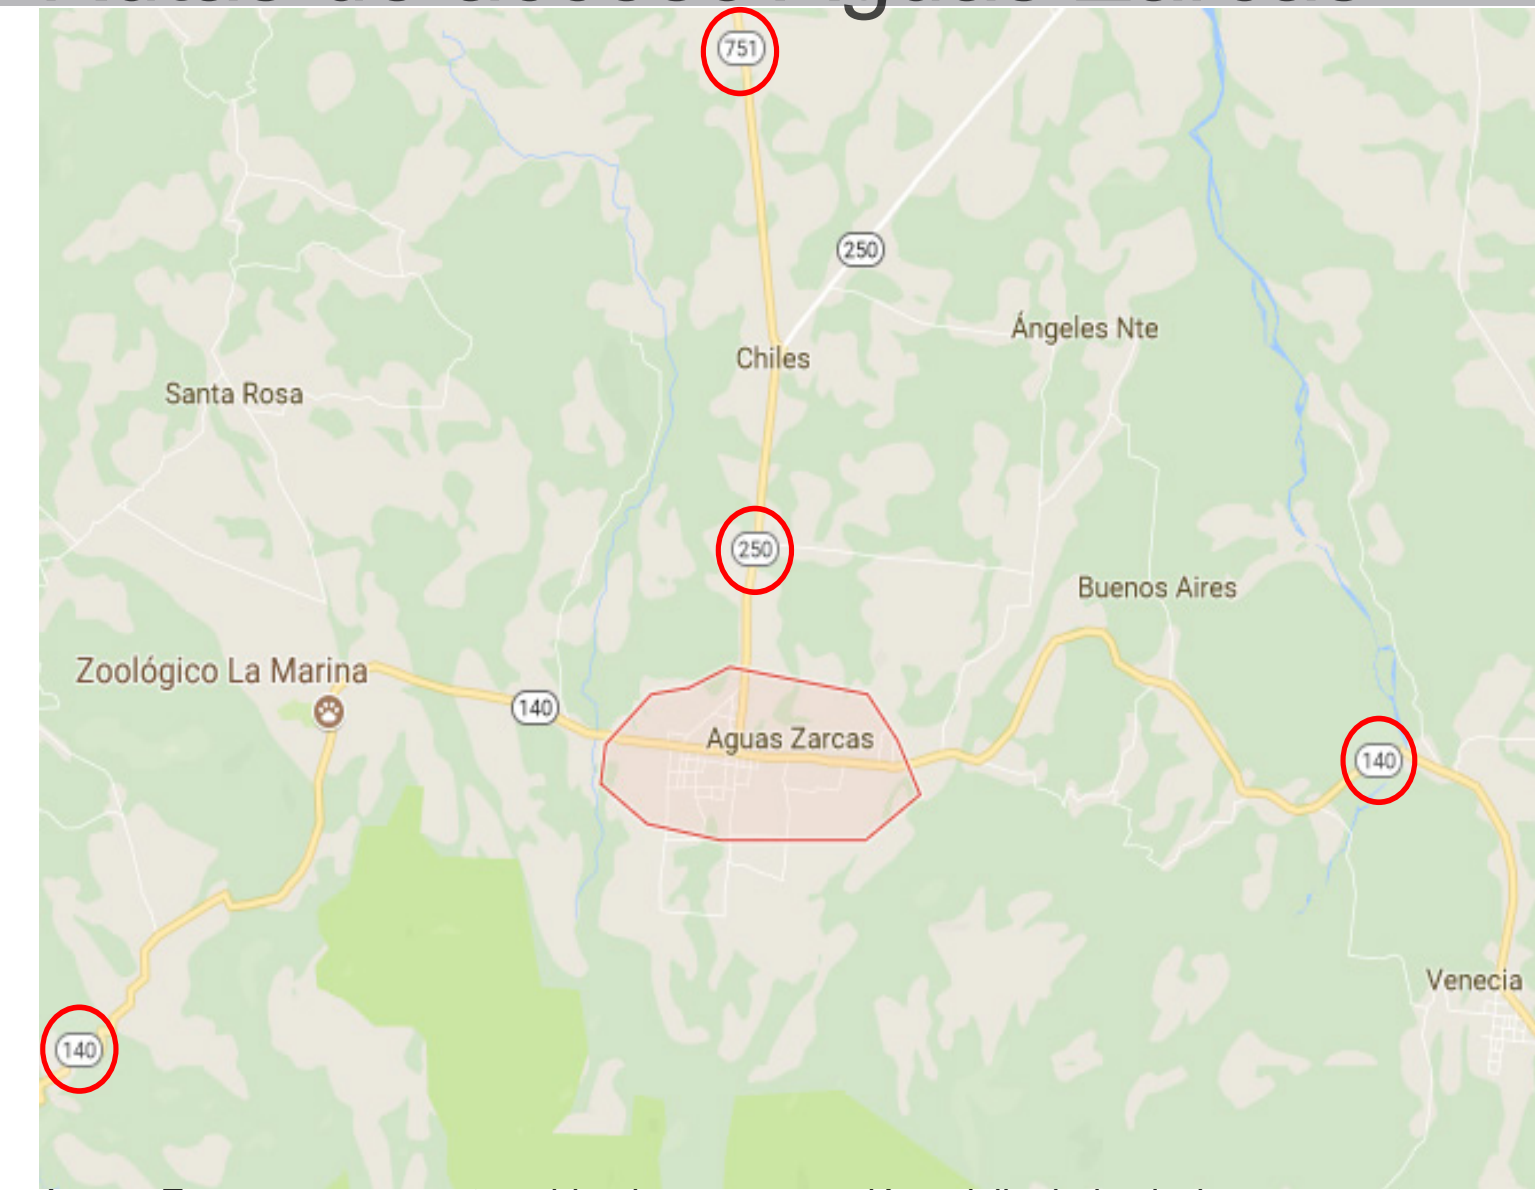 751
250
Ángeles Nte
Chiles
Santa Rosa
250
Buenos Aires
Zoológico La Marina
140
Aguas Zarcas
140
Venecia
140